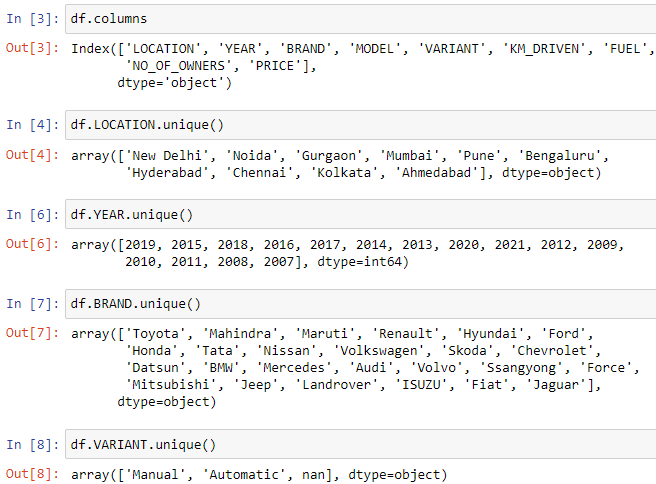 In [3]: df.columns
Out[3]: Index(['LOCATION', 'YEAR', 'BRAND', 'MODEL', 'VARIANT', 'KM_DRIVEN', 'FUEL',
'NO_OF_OWNERS', 'PRICE'],
dtype='object')
In [4]: df.LOCATION.unique()
Out[4]: array(['New Delhi', 'Noida', 'Gurgaon', 'Mumbai', 'Pune', 'Bengaluru',
'Hyderabad', 'Chennai', 'Kolkata', 'Ahmedabad'], dtype=object)
In [6]: df.YEAR.unique()
Out[6]: array([2019, 2015, 2018, 2016, 2017, 2014, 2013, 2020, 2021, 2012, 2009,
2010, 2011, 2008, 2007], dtype=int64)
In [7]: df.BRAND.unique()
Out[7]: array(['Toyota', 'Mahindra', 'Maruti', 'Renault', 'Hyundai', 'Ford',
'Honda', 'Tata', 'Nissan', 'Volkswagen', 'Skoda', 'Chevrolet',
'Datsun', 'BMW', 'Mercedes', 'Audi', 'Volvo', 'Ssangyong', 'Force',
'Mitsubishi', 'Jeep', 'Landrover', 'ISUZU', 'Fiat', 'Jaguar'],
dtype=object)
In [8]: df.VARIANT.unique()
Out[8]: array(['Manual', 'Automatic', nan], dtype=object)